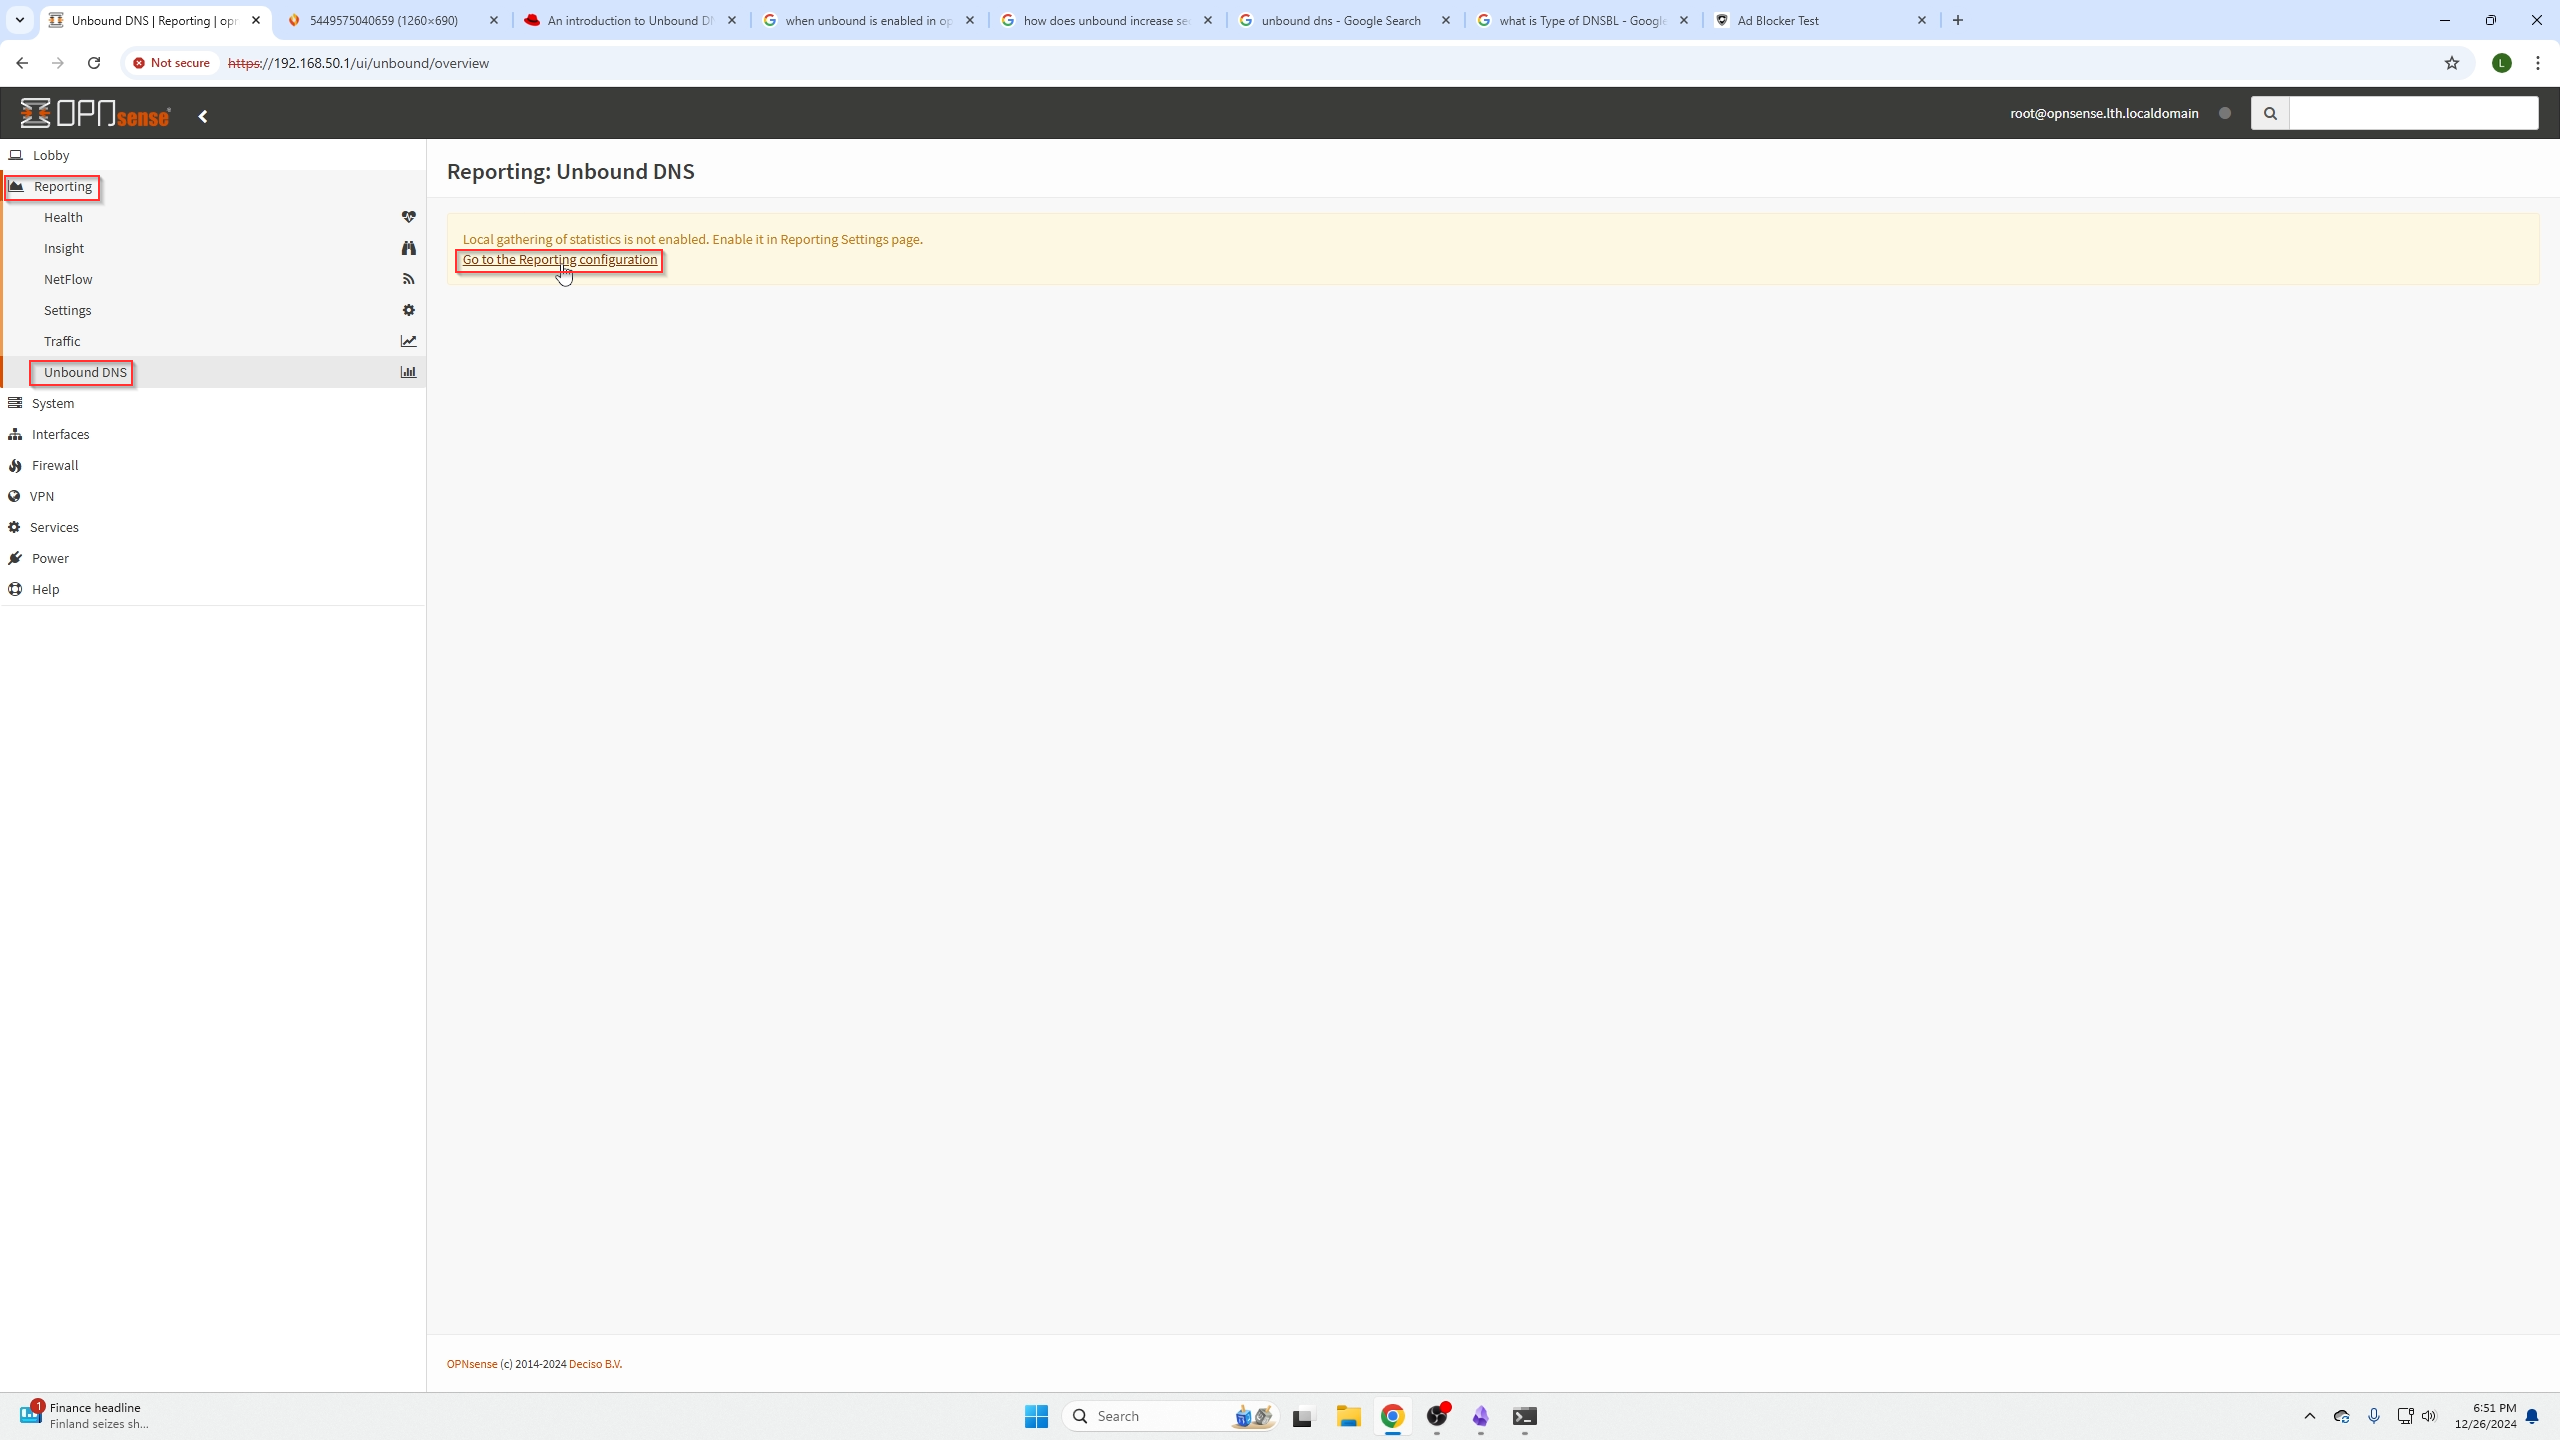 Unbound DNS | Reporting | opn
5449575040659 (1260×690)
An introduction to Unbound D
when unbound is enabled in op
how does unbound increase se
unbound dns - Google Search
what is Type of DNSBL - Google
Ad Blocker Test
Not secure
https://192.168.50.1/ui/unbound/overview
L
OPNsense
root@opnsense.lth.localdomain
Lobby
Reporting
Health
Insight
NetFlow
Settings
Traffic
Unbound DNS
System
Interfaces
Firewall
VPN
Services
Power
Help
Reporting: Unbound DNS
Local gathering of statistics is not enabled. Enable it in Reporting Settings page.
Go to the Reporting configuration
OPNsense (c) 2014-2024 Deciso B.V.
1
Finance headline
Finland seizes sh...
Search
6:51 PM
12/26/2024